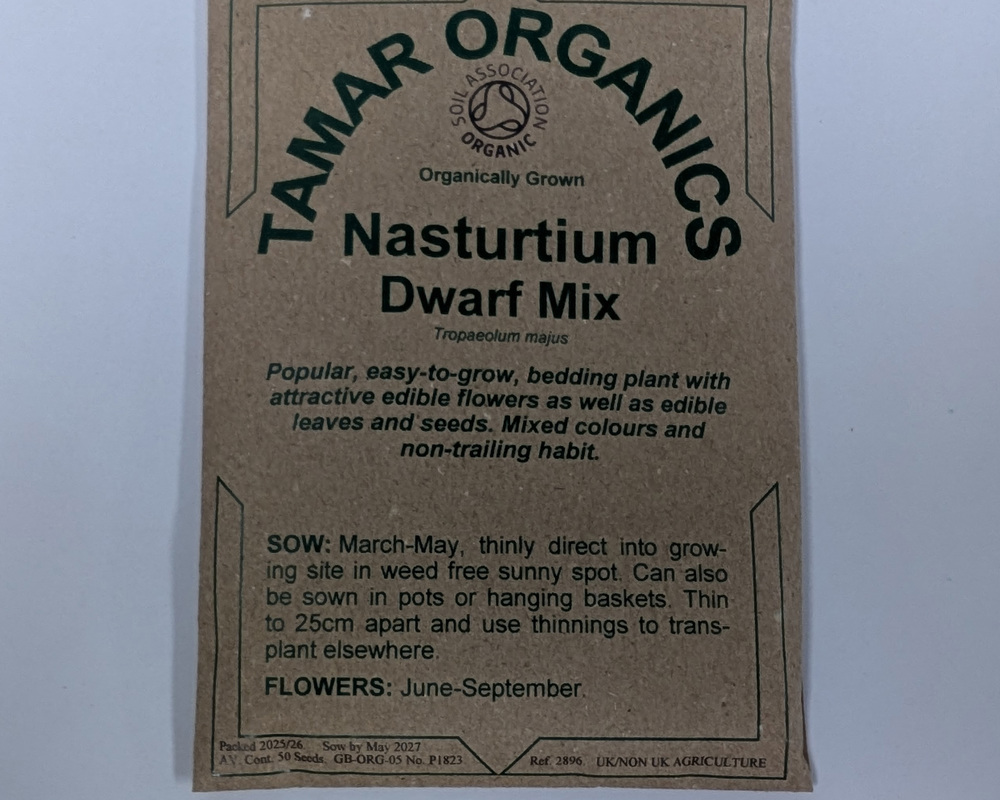 TAMAR ORGANICS
SOIL ASSOCIATION
ORGANIC
Organically Grown
Nasturtium
Dwarf Mix
Tropaeolum majus
Popular, easy-to-grow, bedding plant with
attractive edible flowers as well as edible
leaves and seeds. Mixed colours and
non-trailing habit.
SOW: March-May, thinly direct into grow-
ing site in weed free sunny spot. Can also
be sown in pots or hanging baskets. Thin
to 25cm apart and use thinnings to trans-
plant elsewhere.
FLOWERS: June-September.
Packed 2025/26. Sow by May 2027
AV. Cont. 50 Seeds. GB-ORG-05 No. P1823
Ref. 2896. UK/NON UK AGRICULTURE